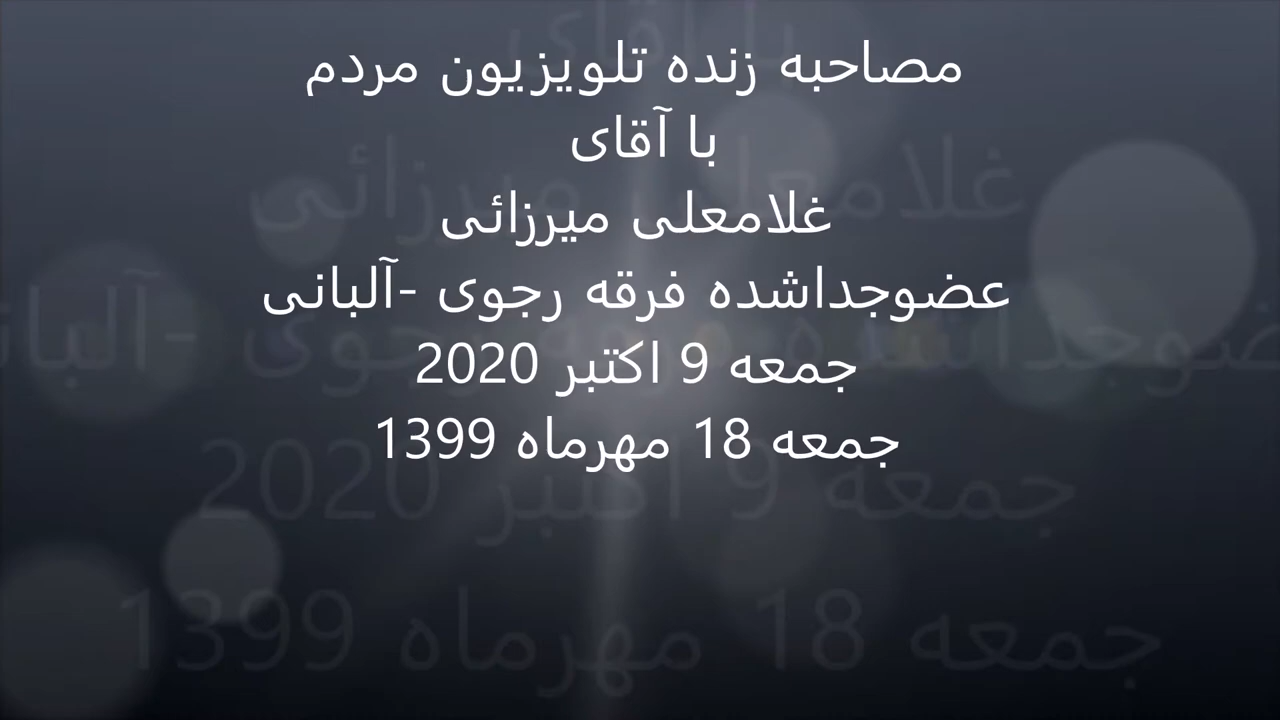 مصاحبه زنده تلویزیون مردم
با آقای
غلامعلی میرزائی
عضوجداشده فرقه رجوی -آلبانی
جمعه 9 اکتبر 2020
جمعه 18 مهرماه 1399